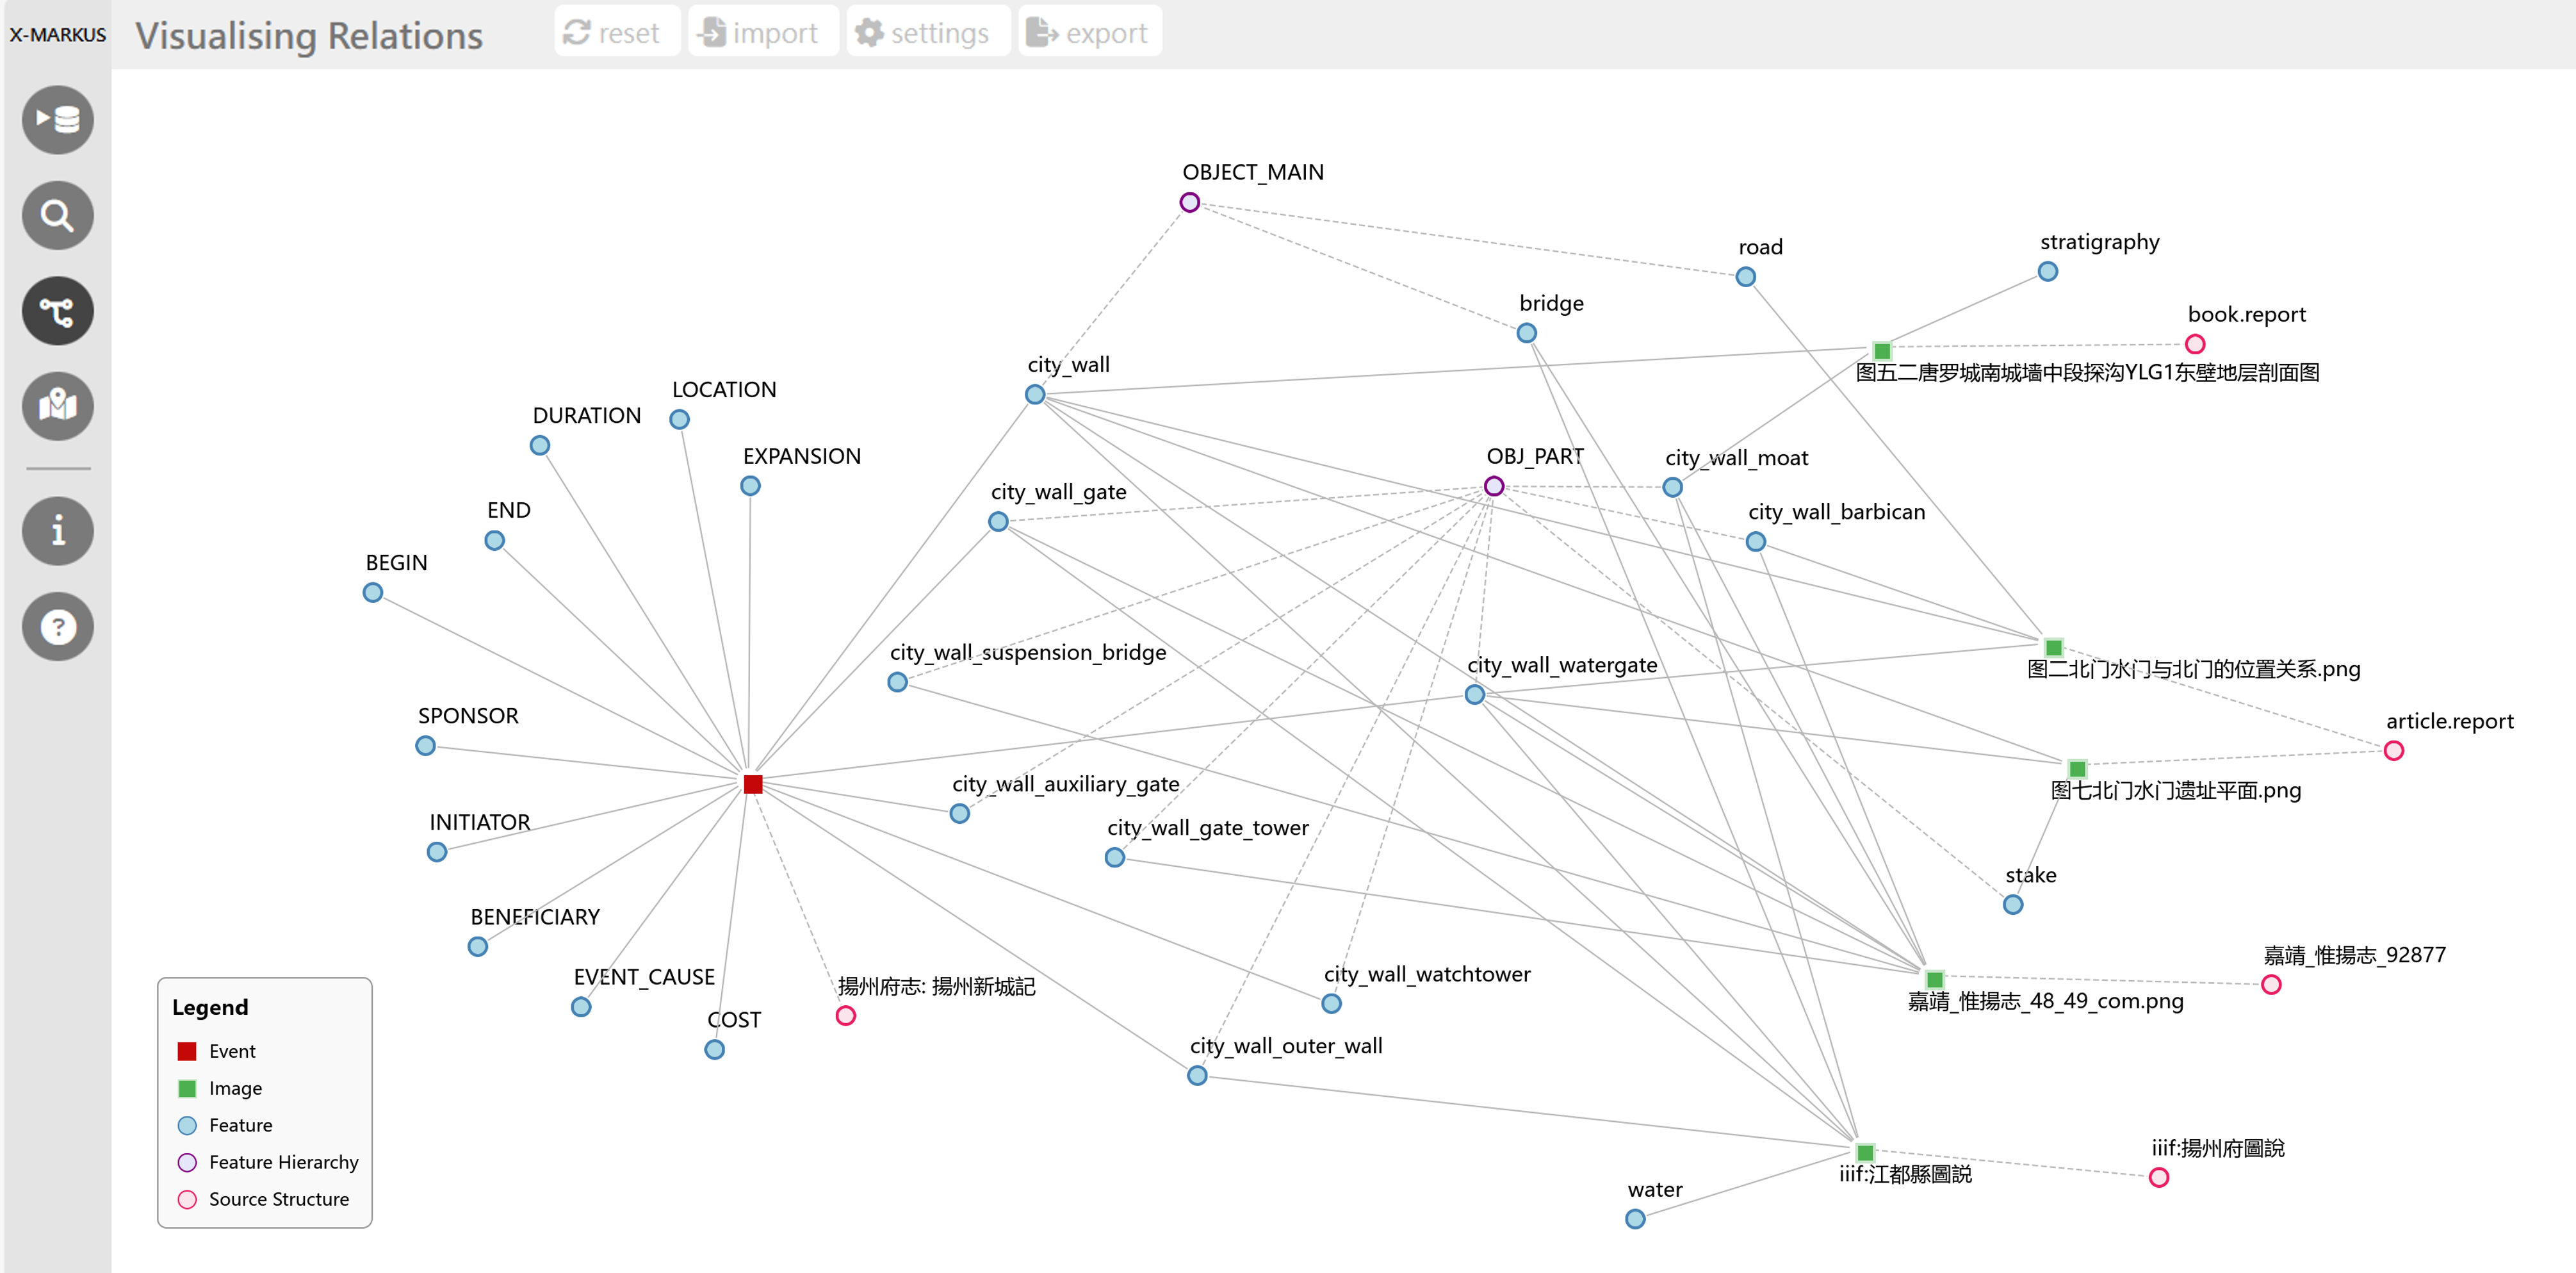 X-MARKUS
Visualising Relations
reset
import
settings
export
OBJECT_MAIN
road
stratigraphy
bridge
book.report
city_wall
图五二唐罗城南城墙中段探沟YLG1东壁地层剖面图
LOCATION
DURATION
EXPANSION
OBJ_PART
city_wall_moat
city_wall_gate
END
city_wall_barbican
BEGIN
city_wall_suspension_bridge
city_wall_watergate
图二北门水门与北门的位置关系.png
SPONSOR
article.report
city_wall_auxiliary_gate
图七北门水门遗址平面.png
INITIATOR
city_wall_gate_tower
stake
BENEFICIARY
嘉靖_惟揚志_92877
EVENT_CAUSE
揚州府志: 揚州新城記
city_wall_watchtower
嘉靖_惟揚志_48_49_com.png
COST
city_wall_outer_wall
iiif:揚州府圖說
iiif:江都縣圖説
water
Legend
Event
Image
Feature
Feature Hierarchy
Source Structure